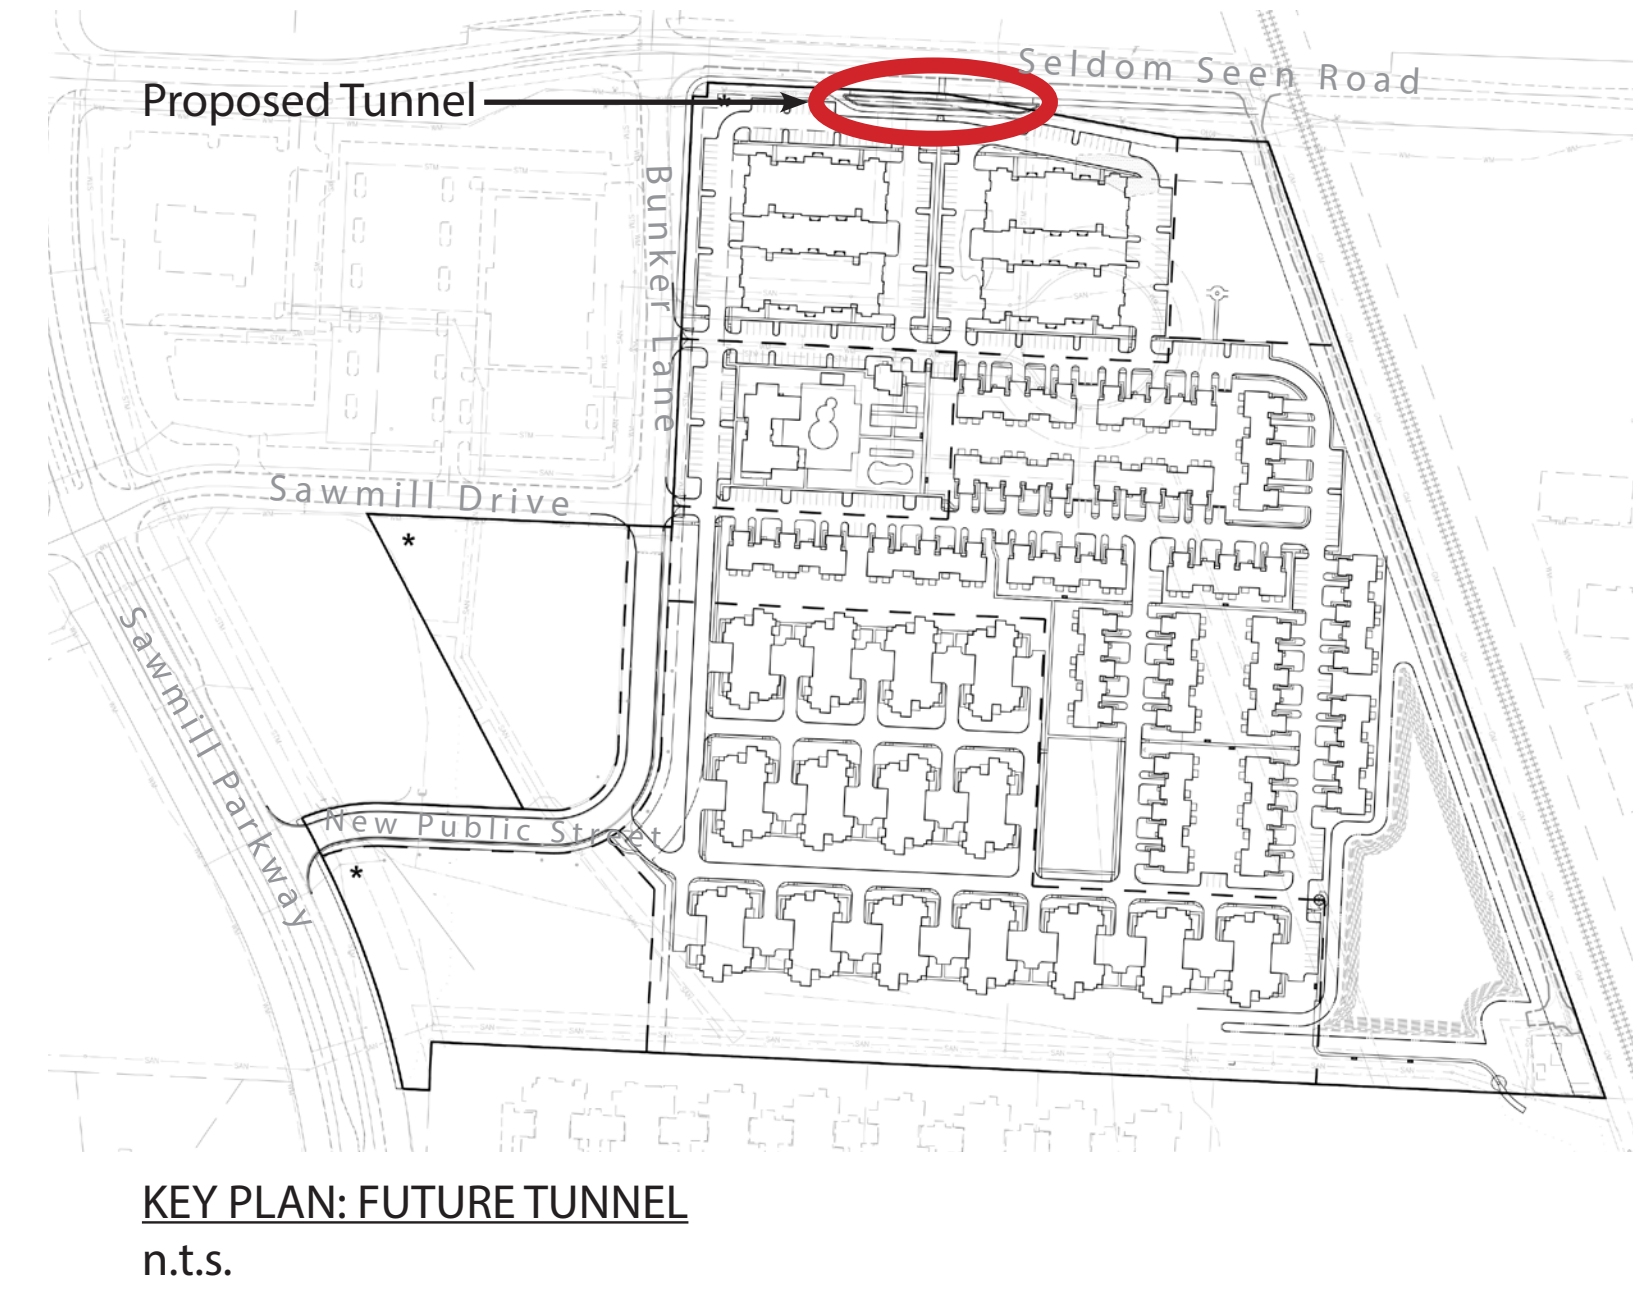 Seldom Seen Road
Proposed Tunnel
*
Bunker Lane
Sawmill Drive
*
Sawmill Parkway
New Public Street
*
KEY PLAN: FUTURE TUNNEL
n.t.s.